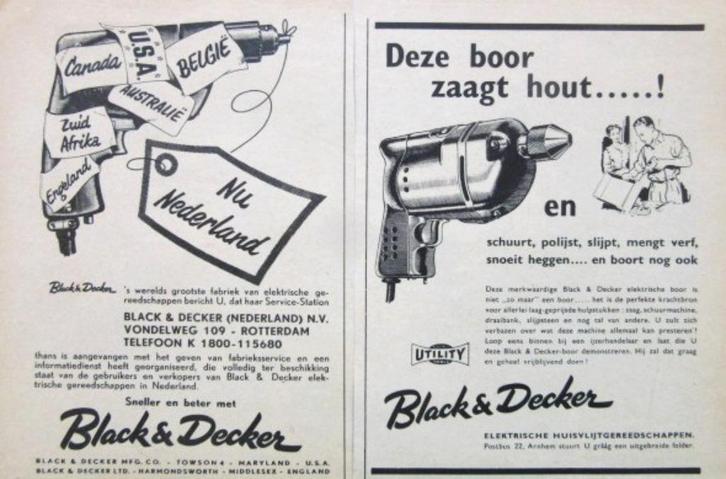 Canada
U.S.A.
BELGIË
AUSTRALIË
Zuid
Afrika
Engeland
Nu
Nederland
Black & Decker 's werelds grootste fabriek van elektrische ge-
reedschappen bericht U, dat haar Service-Station
BLACK & DECKER (NEDERLAND) N.V.
VONDELWEG 109 - ROTTERDAM
TELEFOON K 1800-115680
thans is aangevangen met het geven van fabrieksservice en een
informatiedienst heeft georganiseerd, die volledig ter beschikking
staat van de gebruikers en verkopers van Black & Decker elek-
trische gereedschappen in Nederland.
Sneller en beter met
Black & Decker
BLACK & DECKER MFG. CO. - TOWSON 4 - MARYLAND - U.S.A.
BLACK & DECKER LTD. - HARMONDSWORTH - MIDDLESEX - ENGLAND
Deze boor
zaagt hout.....!
en
schuurt, polijst, slijpt, mengt verf,
snoeit heggen.... en boort nog ook
Deze merkwaardige Black & Decker elektrische boor is
niet „zo maar" een boor..... het is de perfekte krachtbron
voor allerlei laag-geprijsde hulpstukken: zaag, schuurmachine,
draaibank, slijpsteen en nog tal van andere. U zult zich
verbazen over wat deze machine allemaal kan presteren!
Loop eens binnen bij een ijzerhandelaar en laat die U
deze Black & Decker-boor demonstreren. Hij zal dat graag
en geheel vrijblijvend doen!
UTILITY
Black & Decker
ELEKTRISCHE HUISVLIJTGEREEDSCHAPPEN.
Postbus 22, Arnhem stuurt U gráág een uitgebreide folder.